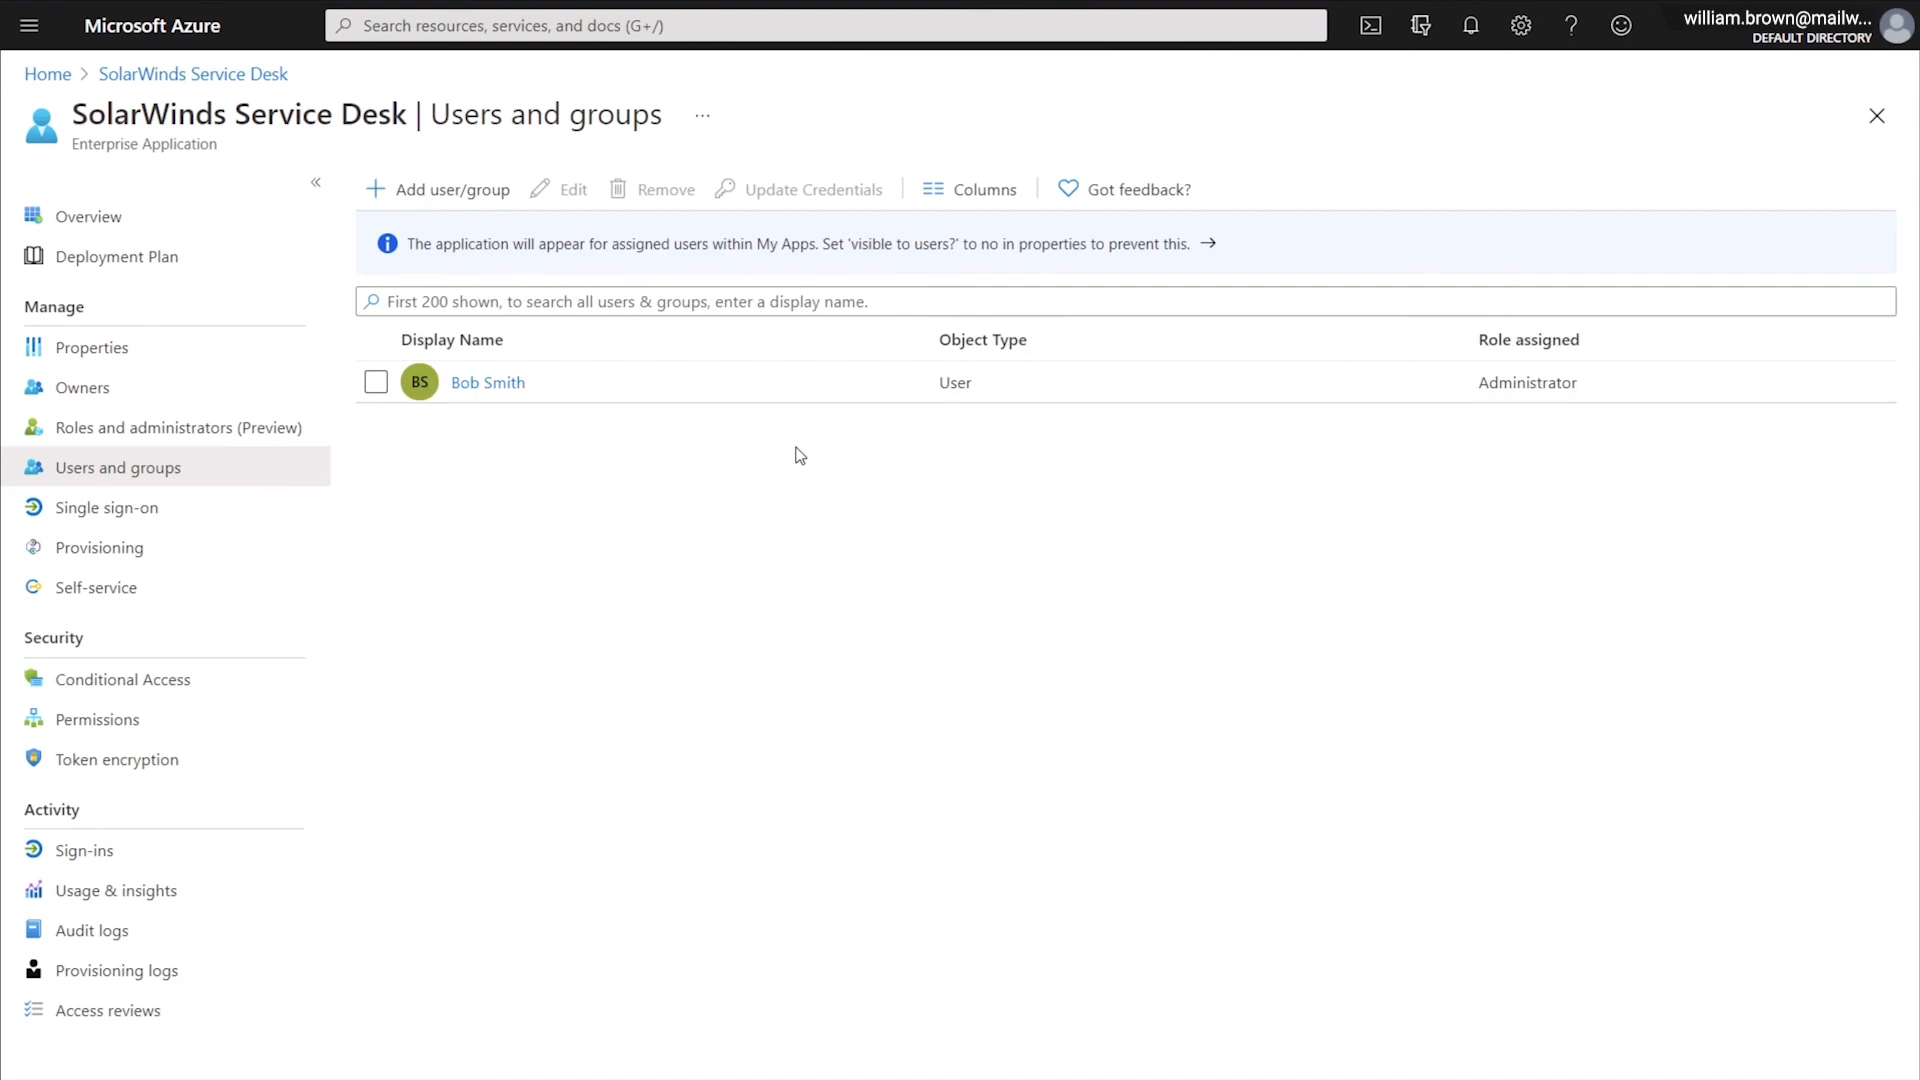 Microsoft Azure
Search resources, services, and docs (G+/)
william.brown@mailw...
DEFAULT DIRECTORY
Home > SolarWinds Service Desk
SolarWinds Service Desk | Users and groups ...
Enterprise Application
«
+ Add user/group Edit Remove Update Credentials Columns Got feedback?
The application will appear for assigned users within My Apps. Set 'visible to users?' to no in properties to prevent this. →
First 200 shown, to search all users & groups, enter a display name.
Display Name Object Type Role assigned
BS Bob Smith User Administrator
Overview
Deployment Plan
Manage
Properties
Owners
Roles and administrators (Preview)
Users and groups
Single sign-on
Provisioning
Self-service
Security
Conditional Access
Permissions
Token encryption
Activity
Sign-ins
Usage & insights
Audit logs
Provisioning logs
Access reviews